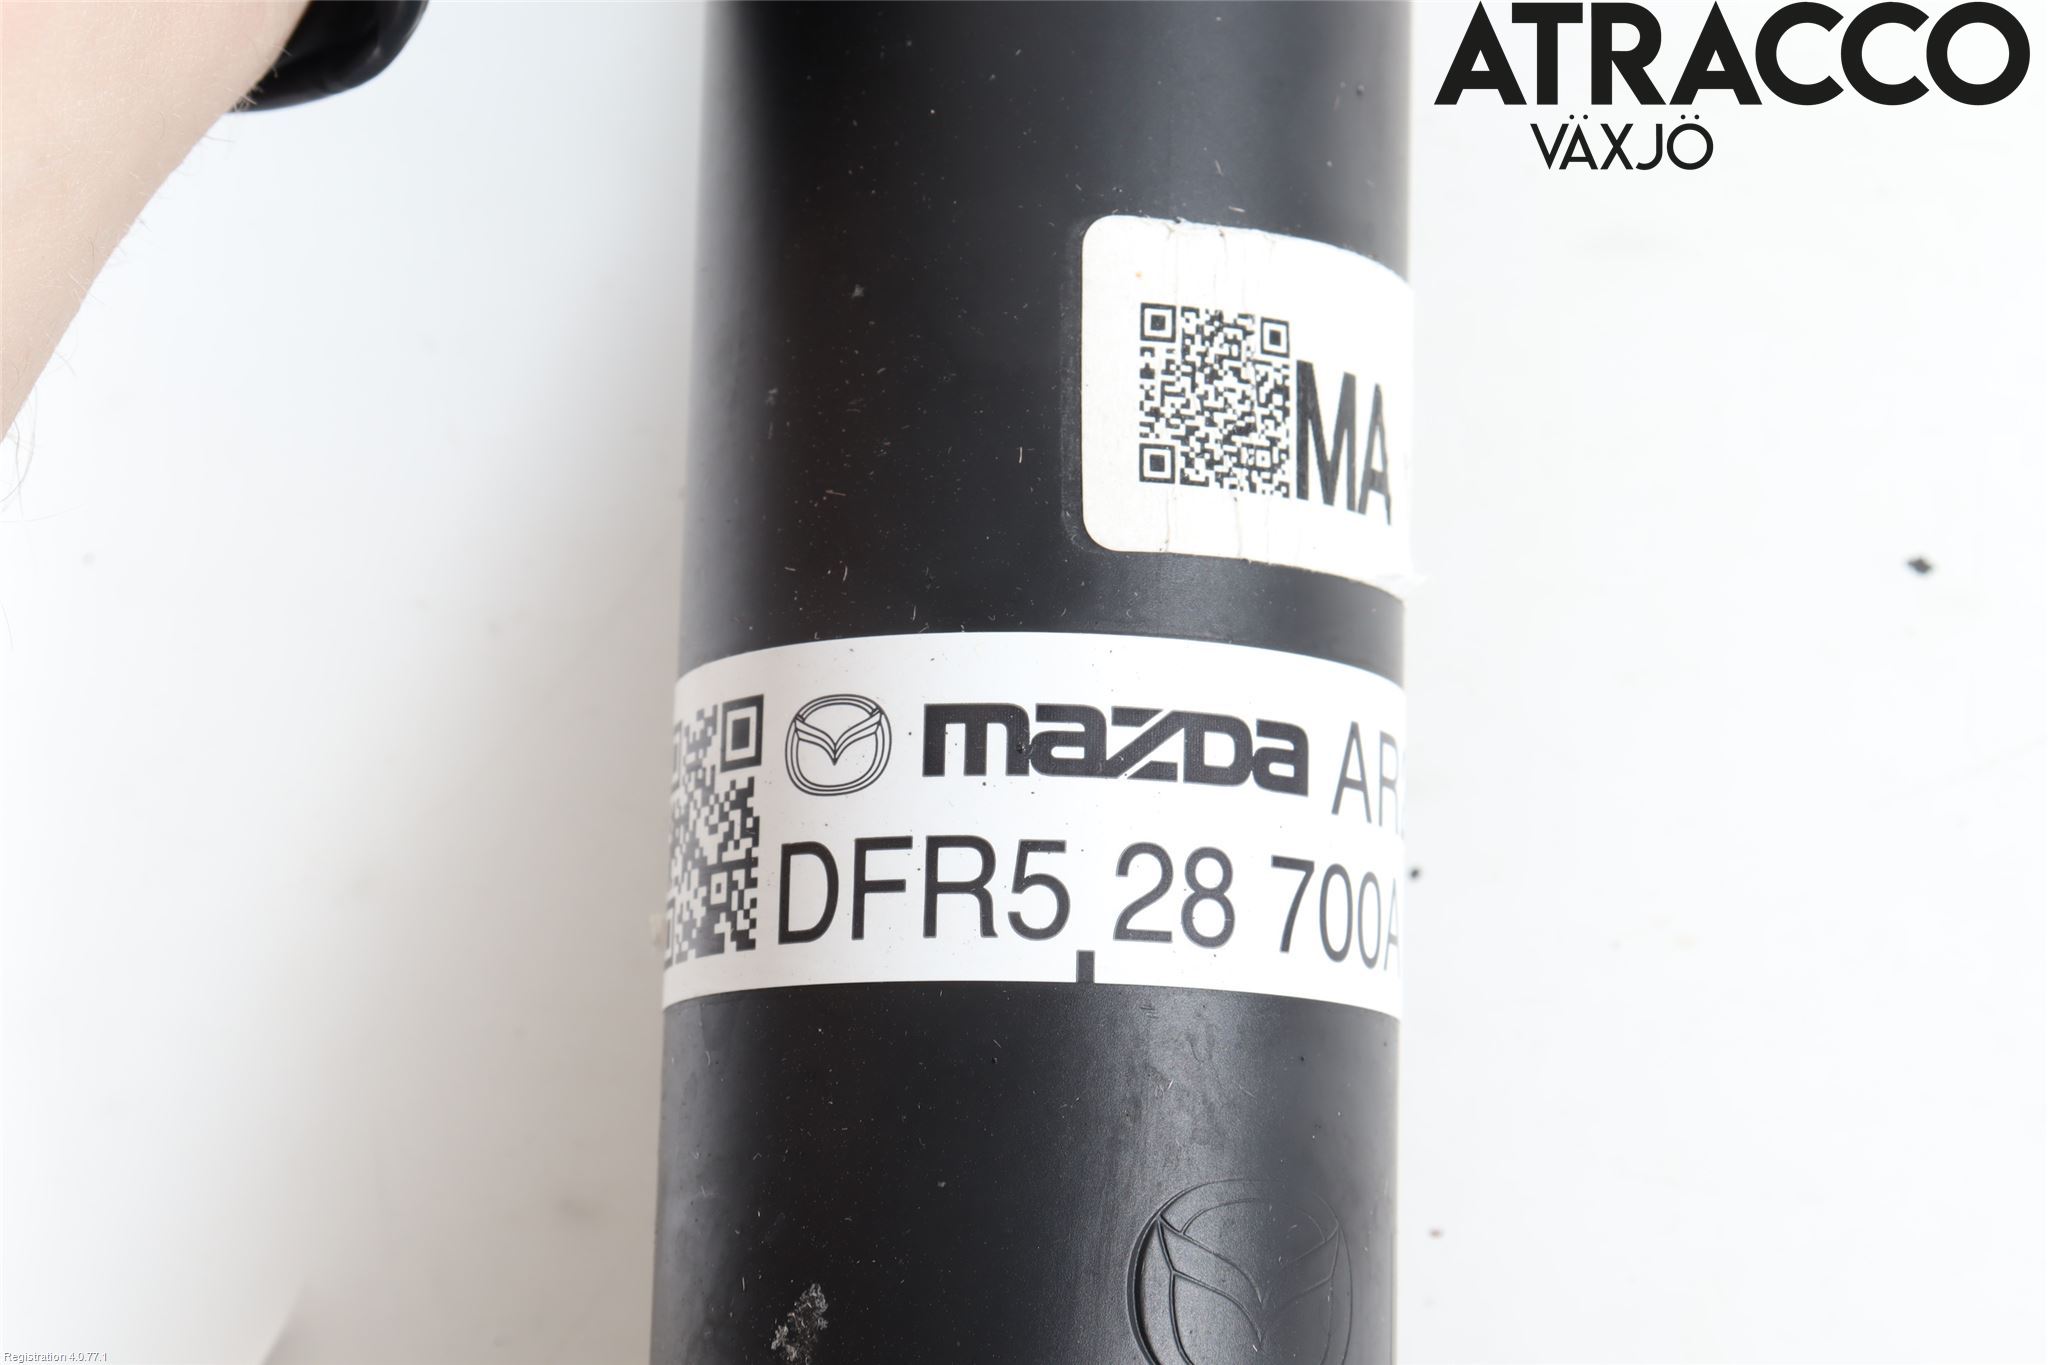 ATRACCO
VÄXJÖ
MA
mazda AR
DFR5 28 700A
Registration 4.0.77.1